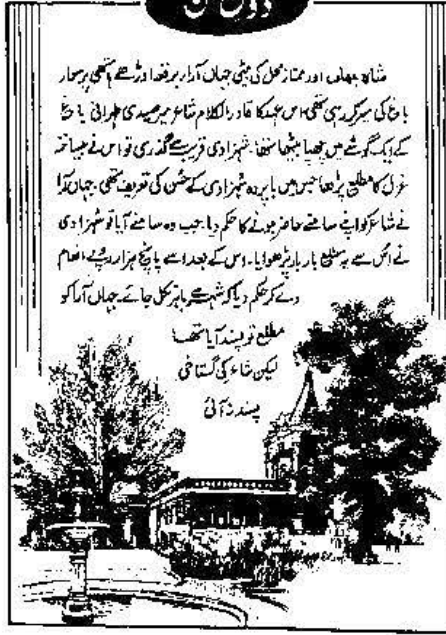 شاہ جہاں اور ممتاز محل کی بیٹی جہاں آرا برقعہ اوڑھے ہاتھی پر سوار
باغ کی سیر کر رہی تھی اس عہد کا قادر الکلام شاعر میر صیدی طہرانی باغ
کے ایک گوشے میں چھپا بیٹھا تھا۔ شہزادی قریب سے گذری تو اس نے بیساختہ
غزل کا مطلع پڑھا جس میں باپردہ شہزادی کے حسن کی تعریف تھی۔ جہاں آرا
نے شاعر کو اپنے سامنے حاضر ہونے کا حکم دیا۔ جب وہ سامنے آیا تو شہزادی
نے اس سے یہ مطلع بار بار پڑھوایا۔ اس کے بعد اسے پانچ ہزار روپے انعام
دے کر حکم دیا کہ شہر سے باہر نکل جائے۔ جہاں آرا کو
مطلع تو پسند آیا تھا
لیکن شاعر کی گستاخی
پسند نہ آئی